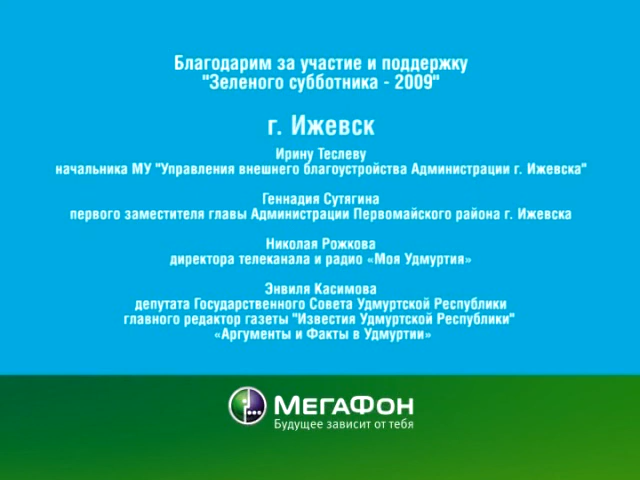 Благодарим за участие и поддержку
"Зеленого субботника - 2009"
г. Ижевск
Ирину Теслеву
начальника МУ "Управления внешнего благоустройства Администрации г. Ижевска"
Геннадия Сутягина
первого заместителя главы Администрации Первомайского района г. Ижевска
Николая Рожкова
директора телеканала и радио «Моя Удмуртия»
Энвиля Касимова
депутата Государственного Совета Удмуртской Республики
главного редактор газеты "Известия Удмуртской Республики"
«Аргументы и Факты в Удмуртии»
МЕГАФОН
Будущее зависит от тебя